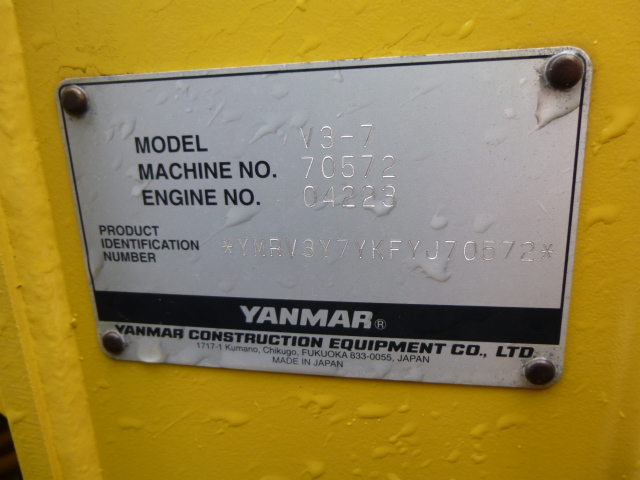 MODEL V3-7
MACHINE NO. 70572
ENGINE NO. 04223
PRODUCT
IDENTIFICATION
NUMBER *YMRV3Y7YKFYJ70572*
YANMAR®
YANMAR CONSTRUCTION EQUIPMENT CO., LTD.
1717-1 Kumano, Chikugo, FUKUOKA 833-0055, JAPAN
MADE IN JAPAN